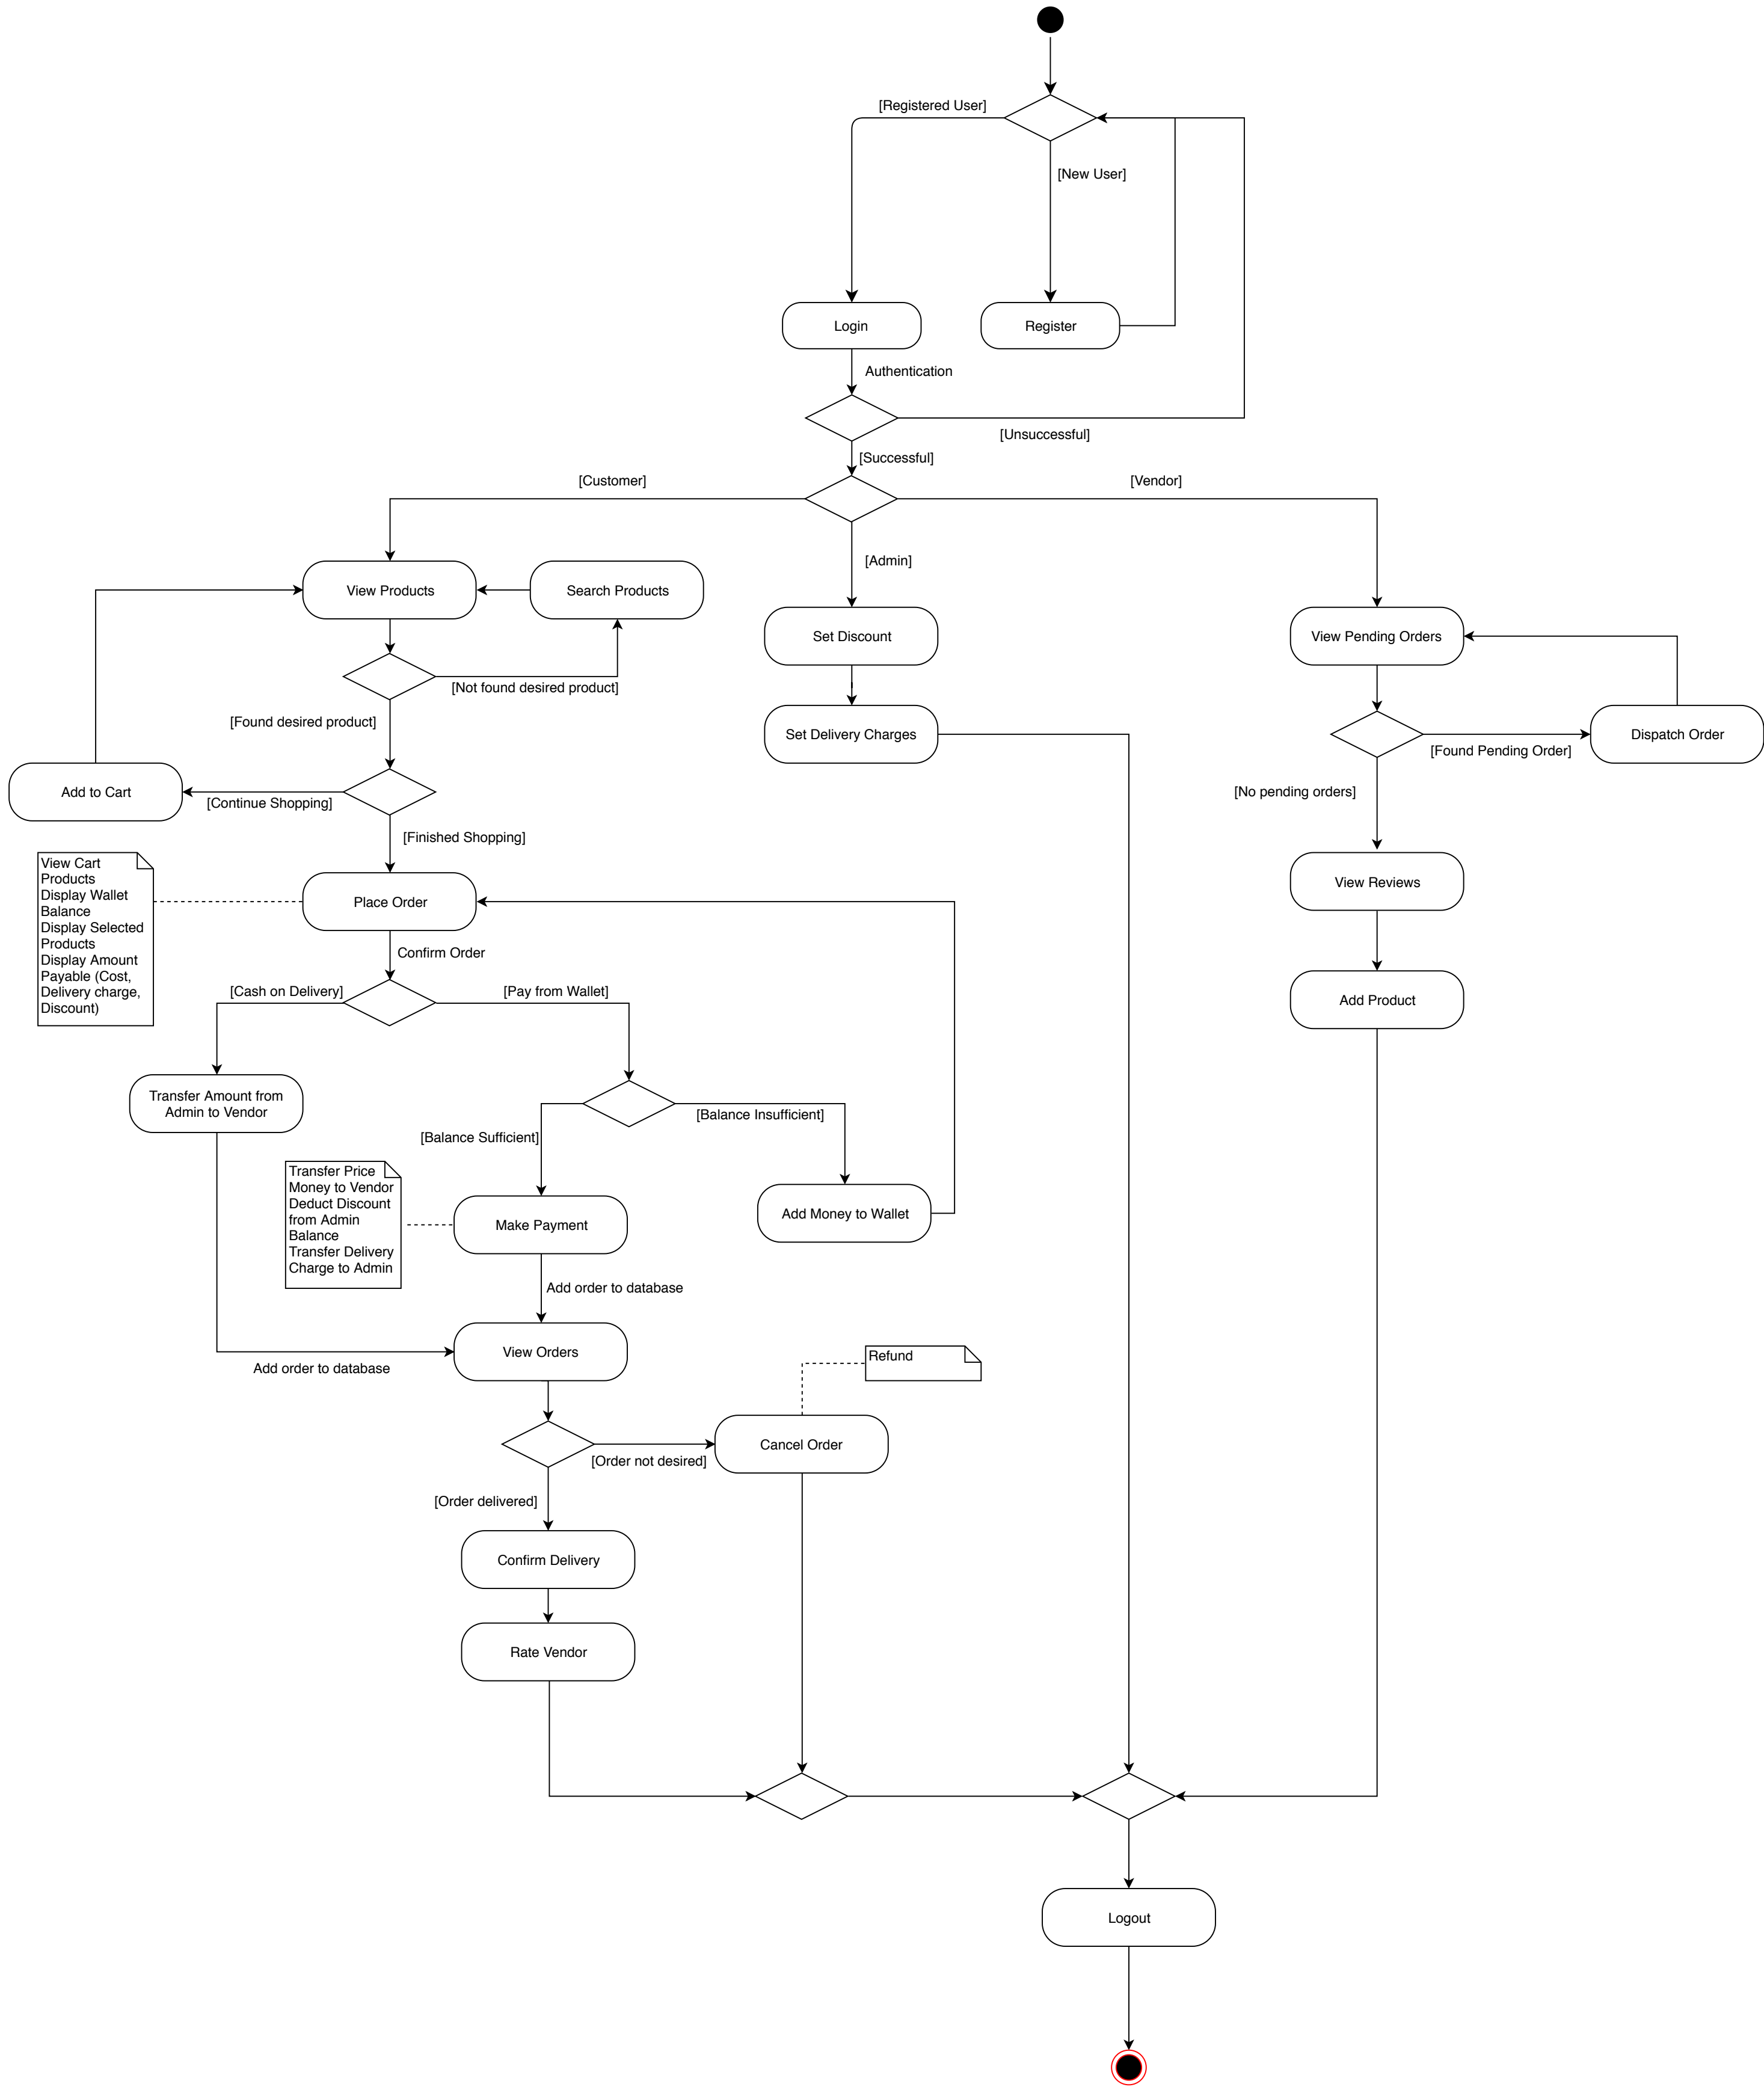 [Registered User]
[New User]
Login
Register
Authentication
[Unsuccessful]
[Successful]
[Customer]
[Vendor]
[Admin]
View Products
Search Products
Set Discount
View Pending Orders
[Not found desired product]
[Found desired product]
Set Delivery Charges
Dispatch Order
[Found Pending Order]
Add to Cart
[Continue Shopping]
[No pending orders]
[Finished Shopping]
View Cart
Products
Display Wallet
Balance
Display Selected
Products
Display Amount
Payable (Cost,
Delivery charge,
Discount)
Place Order
View Reviews
Confirm Order
[Cash on Delivery]
[Pay from Wallet]
Add Product
Transfer Amount from
Admin to Vendor
[Balance Sufficient]
[Balance Insufficient]
Transfer Price
Money to Vendor
Deduct Discount
from Admin
Balance
Transfer Delivery
Charge to Admin
Make Payment
Add Money to Wallet
Add order to database
View Orders
Add order to database
Refund
Cancel Order
[Order not desired]
[Order delivered]
Confirm Delivery
Rate Vendor
Logout